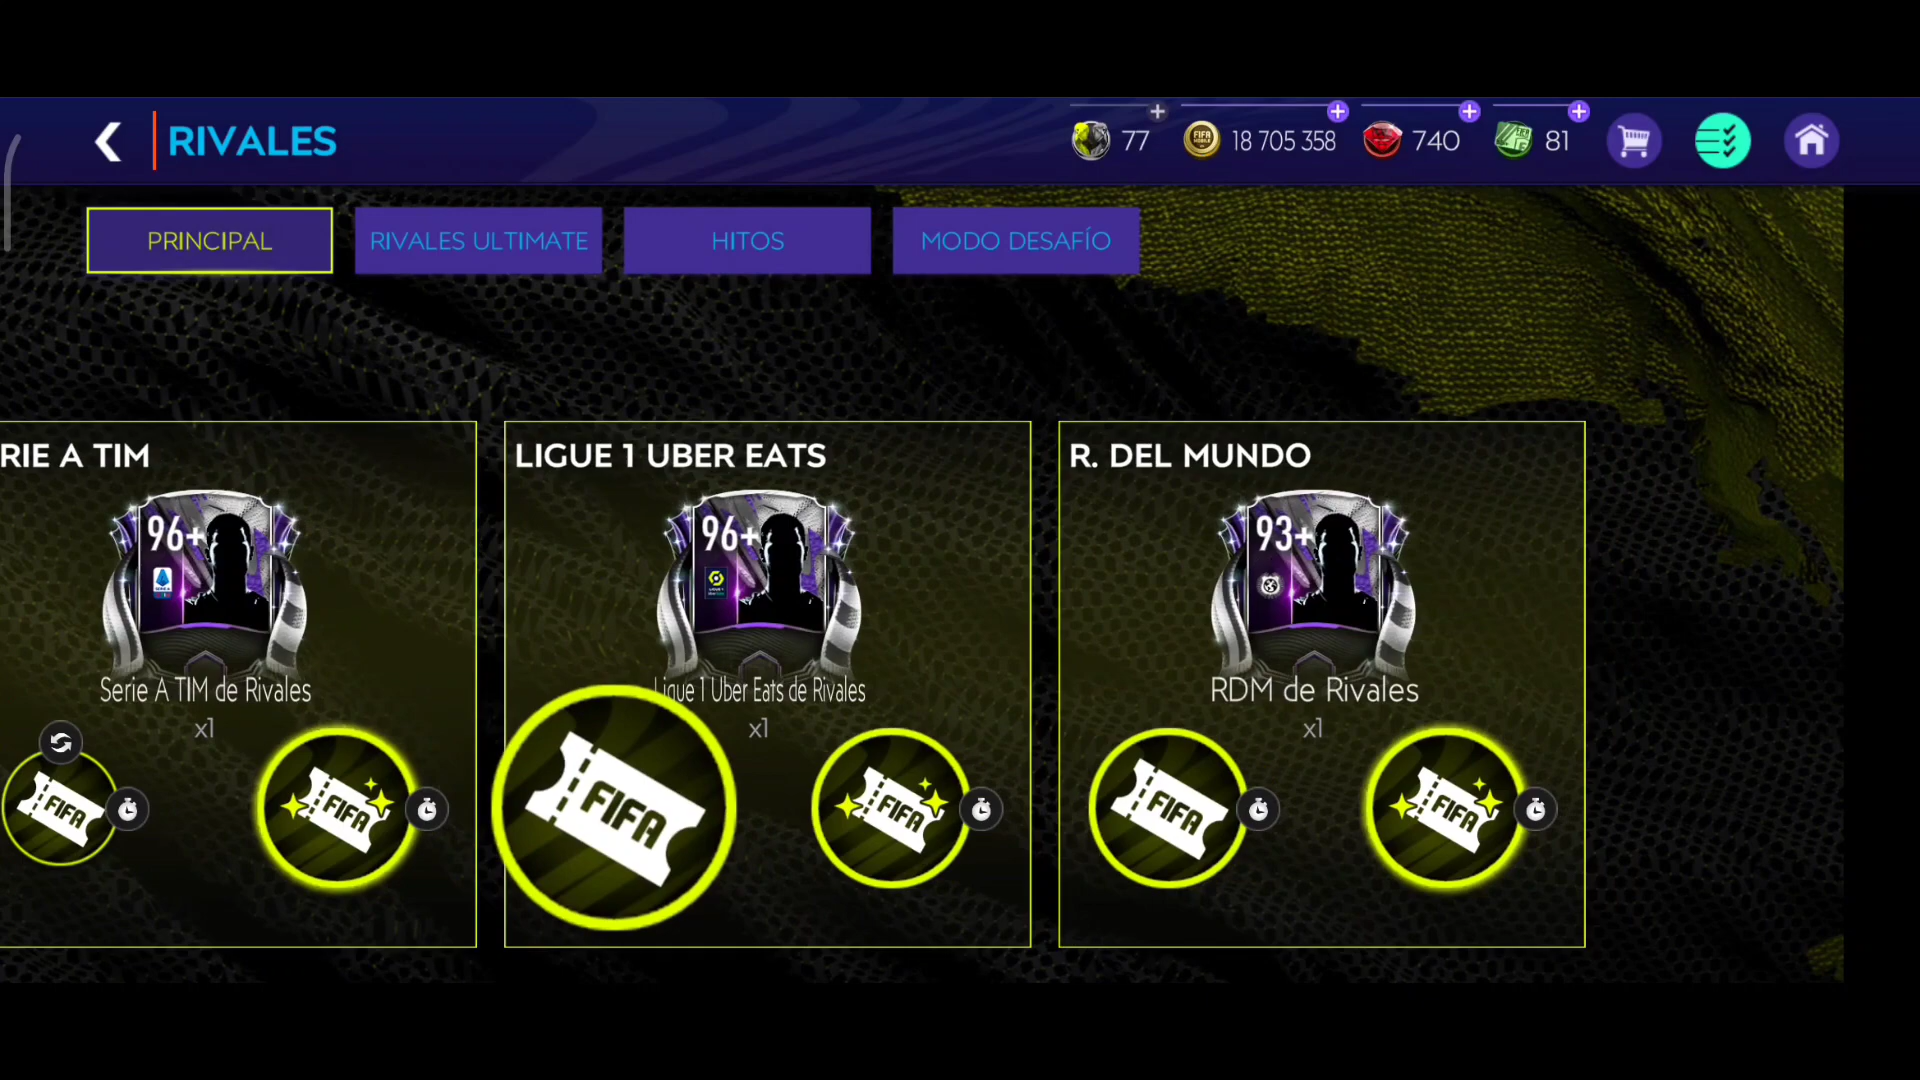 RIVALES
77
18 705 358
740
81
PRINCIPAL
RIVALES ULTIMATE
HITOS
MODO DESAFÍO
RIE A TIM
96+
Serie A TIM de Rivales
x1
FIFA
FIFA
LIGUE 1 UBER EATS
96+
Ligue 1 Uber Eats de Rivales
x1
FIFA
FIFA
R. DEL MUNDO
93+
RDM de Rivales
x1
FIFA
FIFA